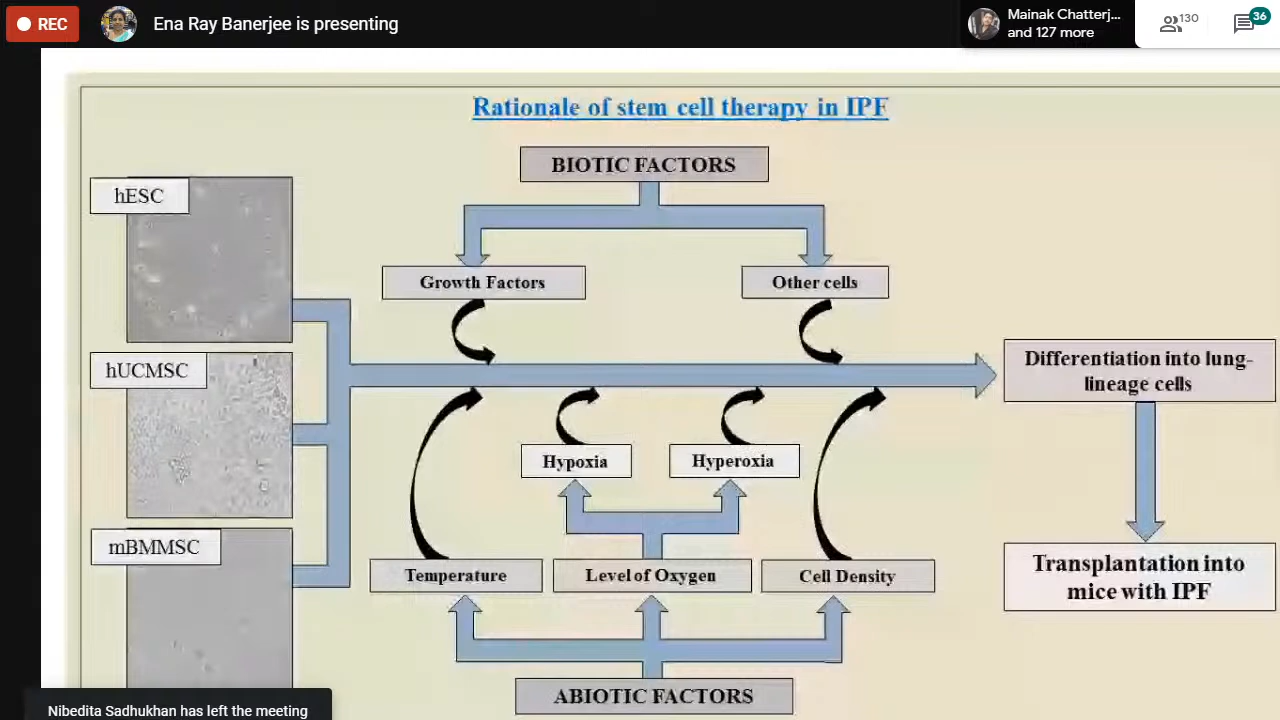 REC
Ena Ray Banerjee is presenting
Mainak Chatterj...
and 127 more
130
36
Rationale of stem cell therapy in IPF
BIOTIC FACTORS
hESC
Growth Factors
Other cells
hUCMSC
Differentiation into lung-
lineage cells
Hypoxia
Hyperoxia
mBMMSC
Temperature
Level of Oxygen
Cell Density
Transplantation into
mice with IPF
ABIOTIC FACTORS
Nibedita Sadhukhan has left the meeting